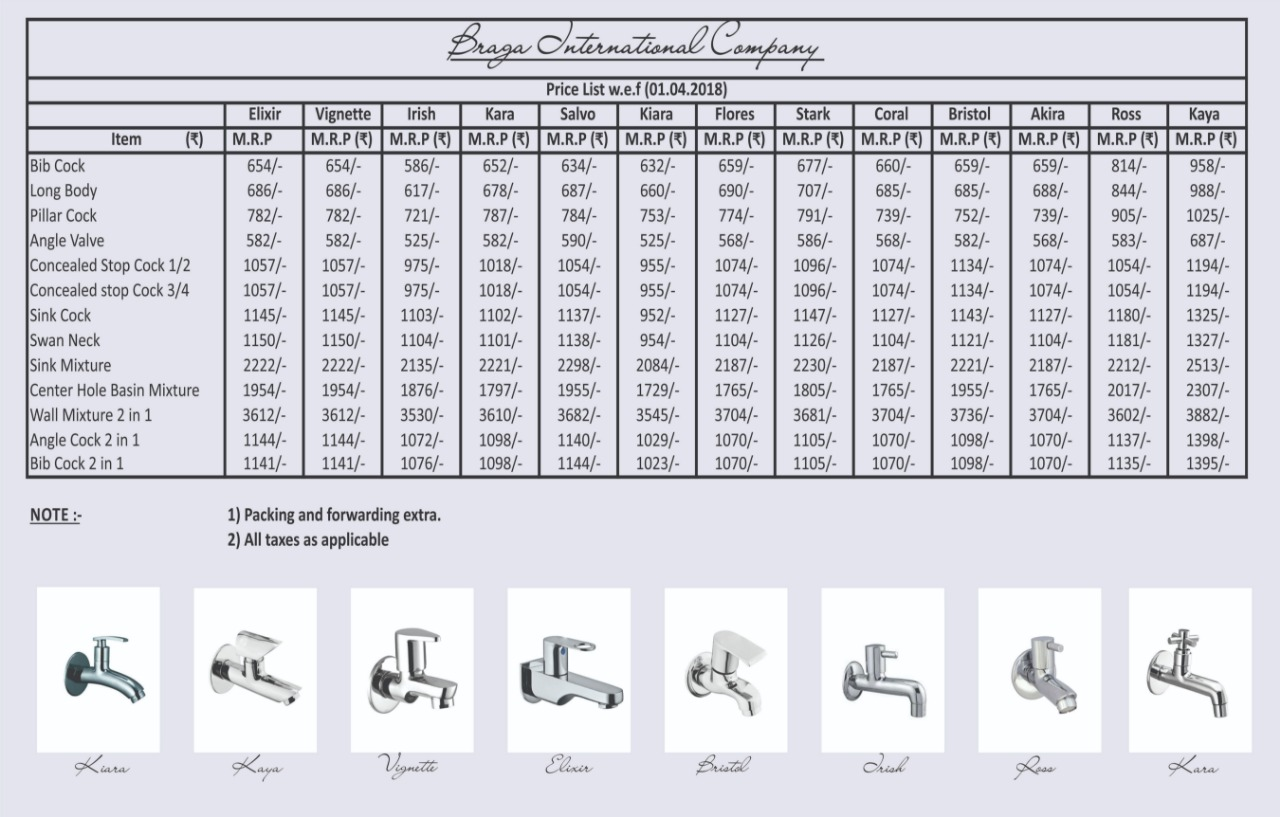 Braga International Company
Price List w.e.f (01.04.2018)
Elixir Vignette Irish Kara Salvo Kiara Flores Stark Coral Bristol Akira Ross Kaya
Item (₹) M.R.P M.R.P (₹) M.R.P (₹) M.R.P (₹) M.R.P (₹) M.R.P (₹) M.R.P (₹) M.R.P (₹) M.R.P (₹) M.R.P (₹) M.R.P (₹) M.R.P (₹) M.R.P (₹)
Bib Cock 654/- 654/- 586/- 652/- 634/- 632/- 659/- 677/- 660/- 659/- 659/- 814/- 958/-
Long Body 686/- 686/- 617/- 678/- 687/- 660/- 690/- 707/- 685/- 685/- 688/- 844/- 988/-
Pillar Cock 782/- 782/- 721/- 787/- 784/- 753/- 774/- 791/- 739/- 752/- 739/- 905/- 1025/-
Angle Valve 582/- 582/- 525/- 582/- 590/- 525/- 568/- 586/- 568/- 582/- 568/- 583/- 687/-
Concealed Stop Cock 1/2 1057/- 1057/- 975/- 1018/- 1054/- 955/- 1074/- 1096/- 1074/- 1134/- 1074/- 1054/- 1194/-
Concealed stop Cock 3/4 1057/- 1057/- 975/- 1018/- 1054/- 955/- 1074/- 1096/- 1074/- 1134/- 1074/- 1054/- 1194/-
Sink Cock 1145/- 1145/- 1103/- 1102/- 1137/- 952/- 1127/- 1147/- 1127/- 1143/- 1127/- 1180/- 1325/-
Swan Neck 1150/- 1150/- 1104/- 1101/- 1138/- 954/- 1104/- 1126/- 1104/- 1121/- 1104/- 1181/- 1327/-
Sink Mixture 2222/- 2222/- 2135/- 2221/- 2298/- 2084/- 2187/- 2230/- 2187/- 2221/- 2187/- 2212/- 2513/-
Center Hole Basin Mixture 1954/- 1954/- 1876/- 1797/- 1955/- 1729/- 1765/- 1805/- 1765/- 1955/- 1765/- 2017/- 2307/-
Wall Mixture 2 in 1 3612/- 3612/- 3530/- 3610/- 3682/- 3545/- 3704/- 3681/- 3704/- 3736/- 3704/- 3602/- 3882/-
Angle Cock 2 in 1 1144/- 1144/- 1072/- 1098/- 1140/- 1029/- 1070/- 1105/- 1070/- 1098/- 1070/- 1137/- 1398/-
Bib Cock 2 in 1 1141/- 1141/- 1076/- 1098/- 1144/- 1023/- 1070/- 1105/- 1070/- 1098/- 1070/- 1135/- 1395/-
NOTE :- 1) Packing and forwarding extra.
2) All taxes as applicable
Kiara Kaya Vignette Elixir Bristol Irish Ross Kara